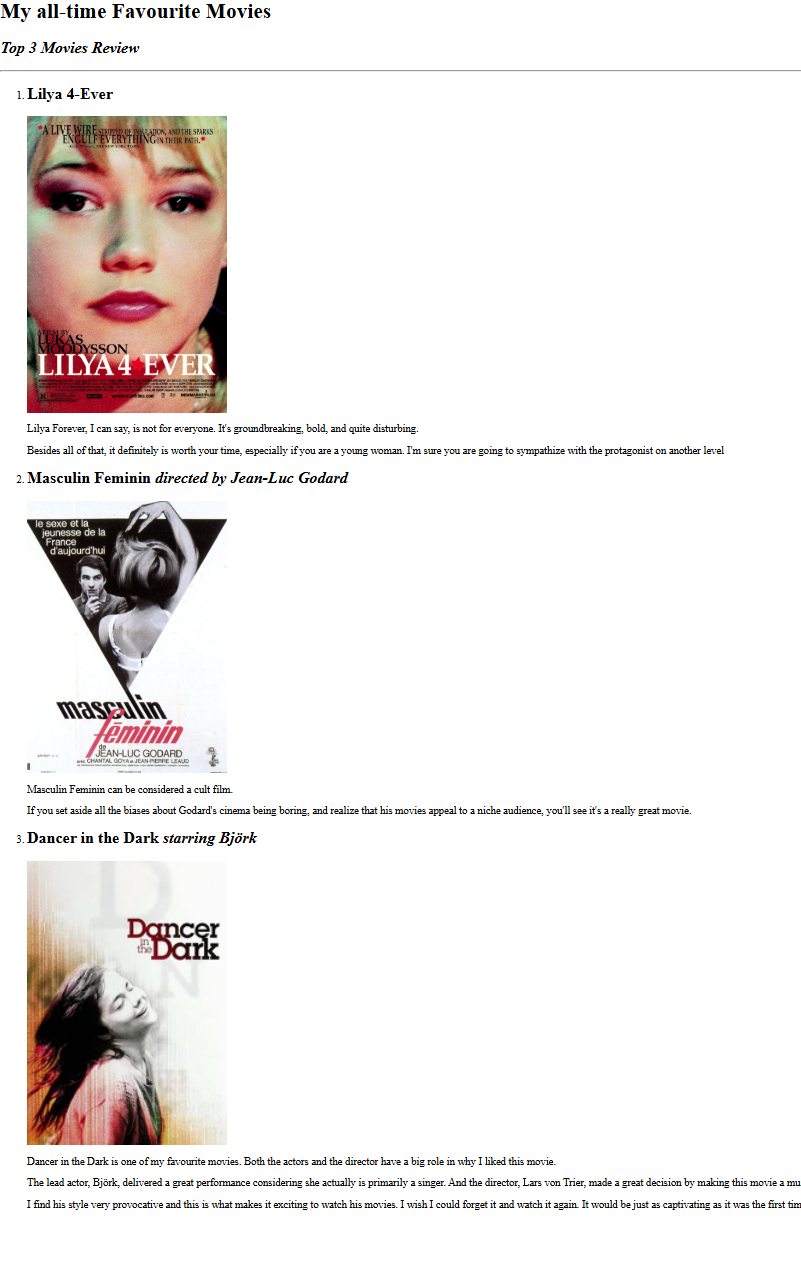 My all-time Favourite Movies
Top 3 Movies Review
1. Lilya 4-Ever
"A LIVE WIRE STRIPPED OF INSULATION, AND THE SPARKS
ENGULF EVERYTHING IN THEIR PATH."
A FILM BY
LUKAS
MOODYSSON
LILYA 4 EVER
R
Lilya Forever, I can say, is not for everyone. It's groundbreaking, bold, and quite disturbing.
Besides all of that, it definitely is worth your time, especially if you are a young woman. I'm sure you are going to sympathize with the protagonist on another level
2. Masculin Feminin directed by Jean-Luc Godard
le sexe et la
jeunesse de la
France
d'aujourd'hui
masculin
féminin
de
JEAN-LUC GODARD
avec CHANTAL GOYA et JEAN-PIERRE LEAUD
Masculin Feminin can be considered a cult film.
If you set aside all the biases about Godard's cinema being boring, and realize that his movies appeal to a niche audience, you'll see it's a really great movie.
3. Dancer in the Dark starring Björk
D
Dancer
in
the Dark
N
Dancer in the Dark is one of my favourite movies. Both the actors and the director have a big role in why I liked this movie.
The lead actor, Björk, delivered a great performance considering she actually is primarily a singer. And the director, Lars von Trier, made a great decision by making this movie a mu
I find his style very provocative and this is what makes it exciting to watch his movies. I wish I could forget it and watch it again. It would be just as captivating as it was the first tim